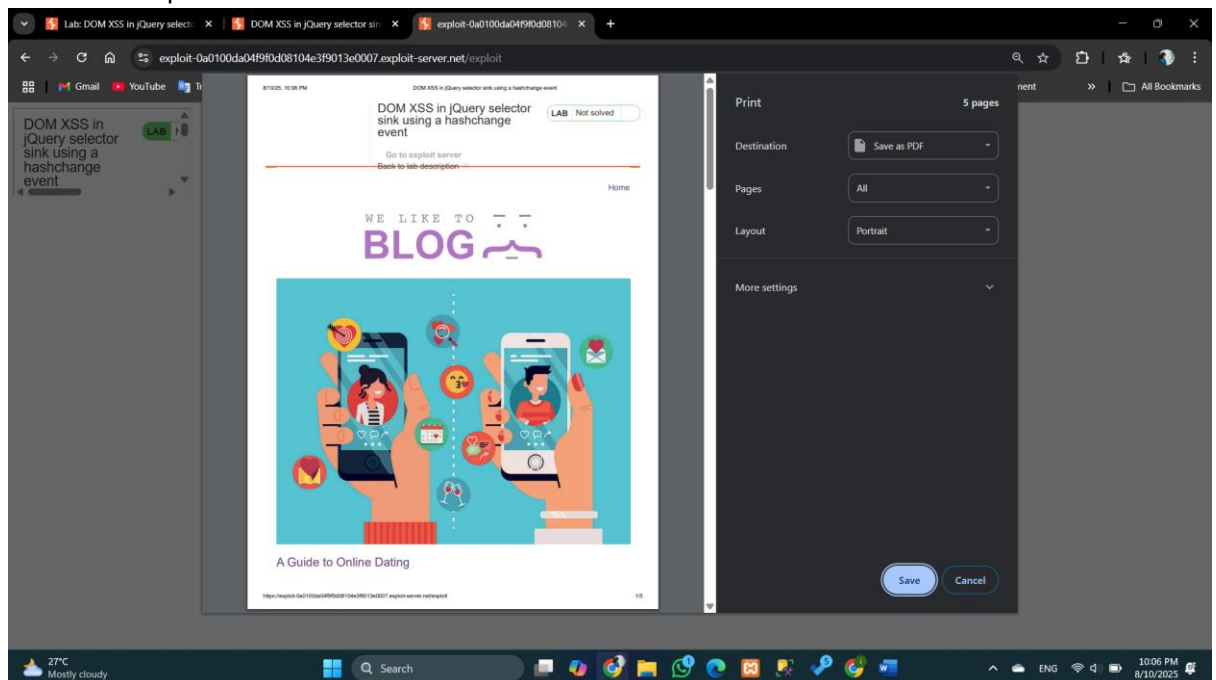 Lab: DOM XSS in jQuery select
DOM XSS in jQuery selector sin
exploit-0a0100da04f9f0d08104
exploit-0a0100da04f9f0d08104e3f9013e0007.exploit-server.net/exploit
Gmail
YouTube
Tr
nent
All Bookmarks
DOM XSS in
jQuery selector
sink using a
hashchange
event
LAB
8/10/25, 10:06 PM
DOM XSS in jQuery selector sink using a hashchange event
DOM XSS in jQuery selector
sink using a hashchange
event
LAB Not solved
Go to exploit server
Back to lab description
Home
WE LIKE TO
BLOG
A Guide to Online Dating
https://exploit-0a0100da04f9f0d08104e3f9013e0007.exploit-server.net/exploit
1/5
Print
5 pages
Destination
Save as PDF
Pages
All
Layout
Portrait
More settings
Save
Cancel
27°C
Mostly cloudy
Search
ENG
10:06 PM
8/10/2025